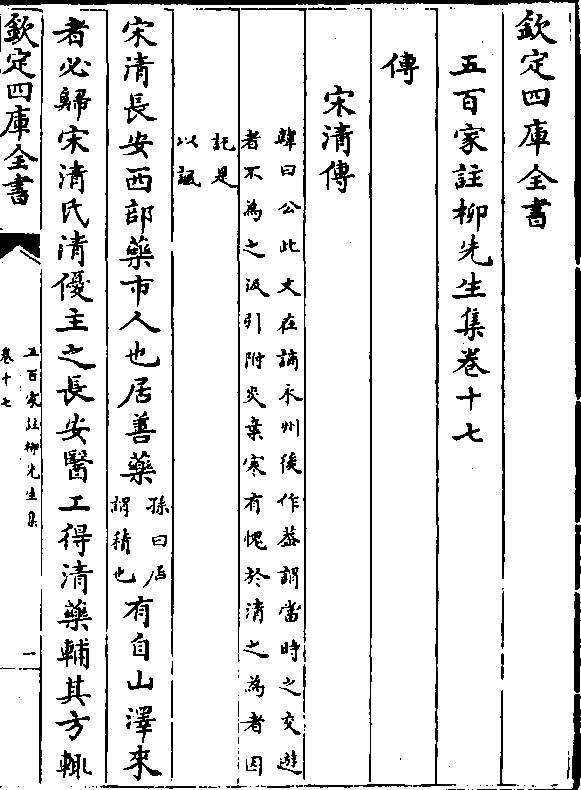 欽定四庫全書
五百家註柳先生集卷十七
傳
宋清傳
韓曰公此文在謫永州後作葢謂當時之交遊
者不為之汲引附炎棄寒有愧於清之為者因
託是
以諷
宋清長安西部藥市人也居善藥
孫曰居
謂積也
有自山澤來
者必歸宋清氏清優主之長安醫工得清藥輔其方輒
欽定四庫全書
五百家註柳先生集
卷十七
一